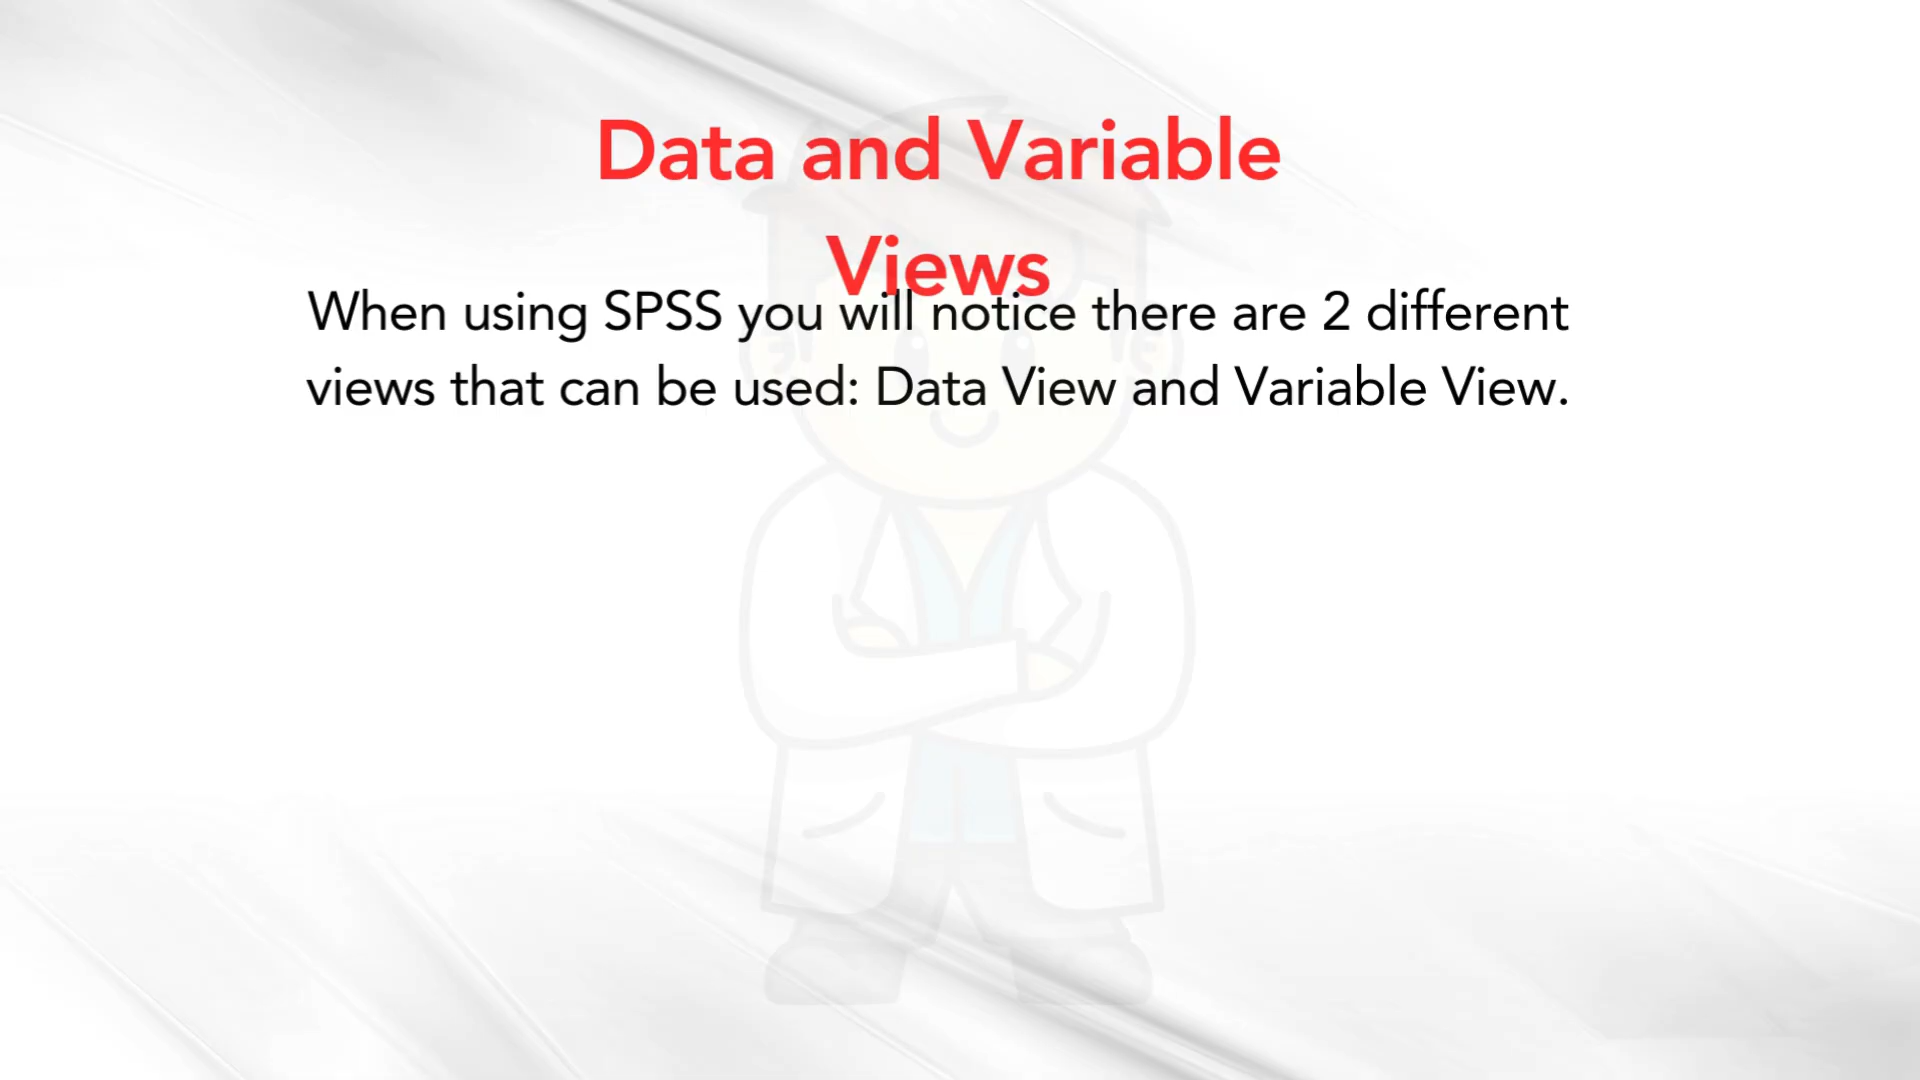 Data and Variable
Views
When using SPSS you will notice there are 2 different
views that can be used: Data View and Variable View.